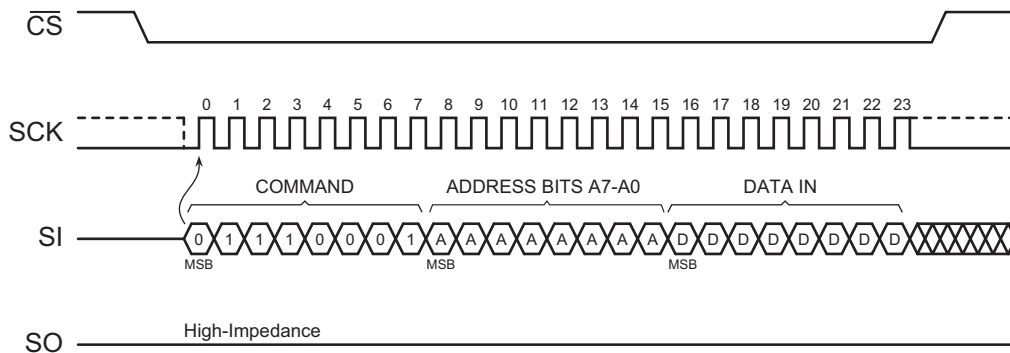 CS
0 1 2 3 4 5 6 7 8 9 10 11 12 13 14 15 16 17 18 19 20 21 22 23
SCK
COMMAND ADDRESS BITS A7-A0 DATA IN
SI 0 1 1 1 0 0 0 1 A A A A A A A A D D D D D D D D
MSB MSB MSB
High-Impedance
SO